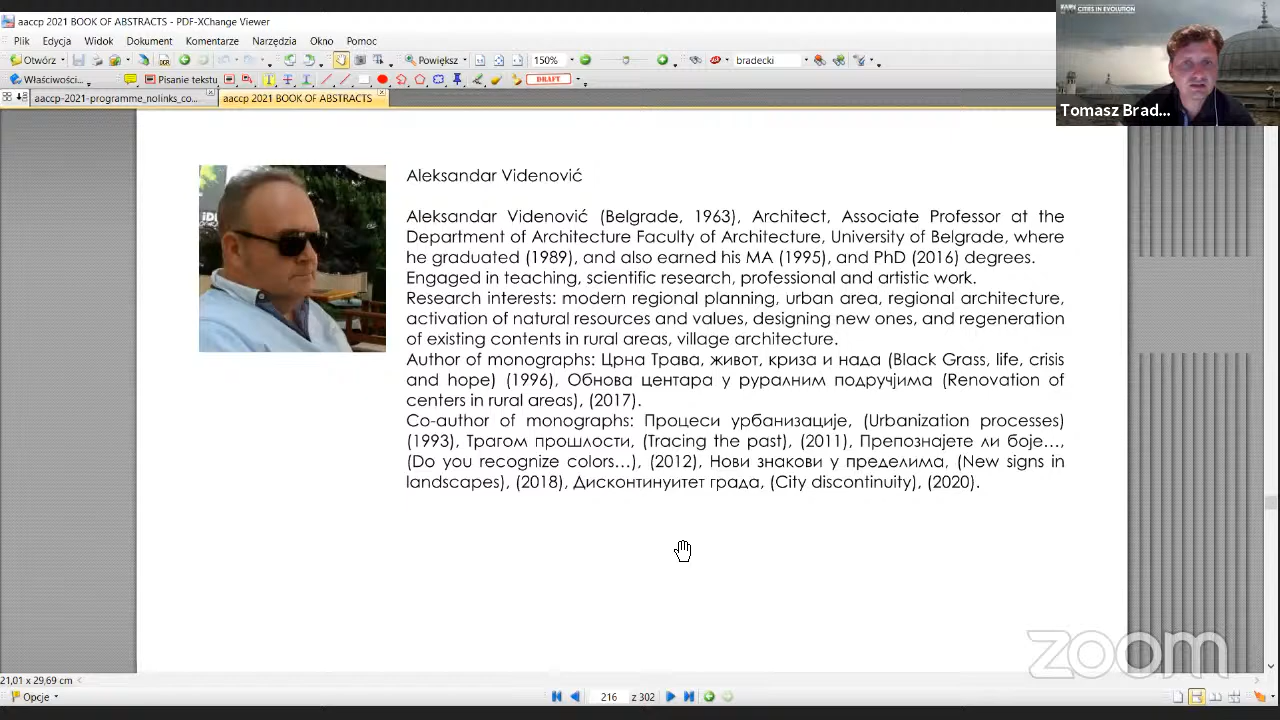 aaccp 2021 BOOK OF ABSTRACTS - PDF-XChange Viewer
Plik Edycja Widok Dokument Komentarze Narzędzia Okno Pomoc
Otwórz Powiększ 150% bradecki
Właściwości... Pisanie tekstu DRAFT
aaccp-2021-programme_nolinks_co... aaccp 2021 BOOK OF ABSTRACTS
CITIES IN EVOLUTION
Tomasz Brad...
Aleksandar Videnović
Aleksandar Videnović (Belgrade, 1963), Architect, Associate Professor at the
Department of Architecture Faculty of Architecture, University of Belgrade, where
he graduated (1989), and also earned his MA (1995), and PhD (2016) degrees.
Engaged in teaching, scientific research, professional and artistic work.
Research interests: modern regional planning, urban area, regional architecture,
activation of natural resources and values, designing new ones, and regeneration
of existing contents in rural areas, village architecture.
Author of monographs: Црна Трава, живот, криза и нада (Black Grass, life, crisis
and hope) (1996), Обнова центара у руралним подручјима (Renovation of
centers in rural areas), (2017).
Co-author of monographs: Процеси урбанизације, (Urbanization processes)
(1993), Трагом прошлости, (Tracing the past), (2011), Препознајете ли боје...,
(Do you recognize colors...), (2012), Нови знакови у пределима, (New signs in
landscapes), (2018), Дисконтинуитет града, (City discontinuity), (2020).
zoom
21,01 x 29,69 cm
Opcje 216 z 302